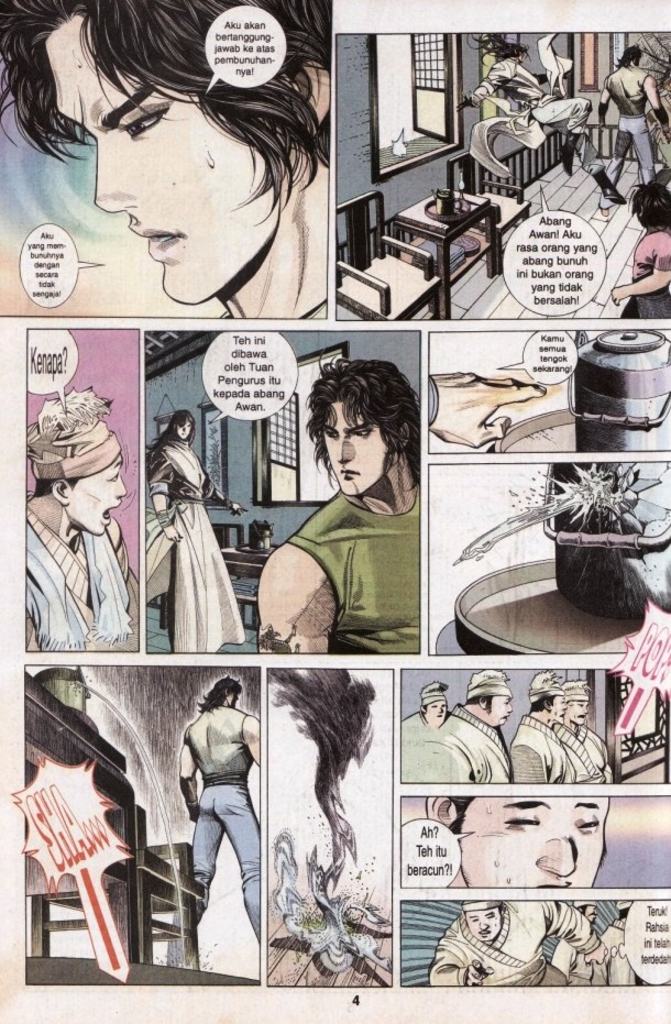 Aku akan
bertanggung-
jawab ke atas
pembunuhan-
nya!
Aku
yang mem-
bunuhnya
dengan
secara
tidak
sengaja!
Abang
Awan! Aku
rasa orang yang
abang bunuh
ini bukan orang
yang tidak
bersalah!
Kenapa?
Teh ini
dibawa
oleh Tuan
Pengurus itu
kepada abang
Awan.
Kamu
semua
tengok
sekarang!
Ah?
Teh itu
beracun?!
Teruk!
Rahsia
ini telah
terdedah
4